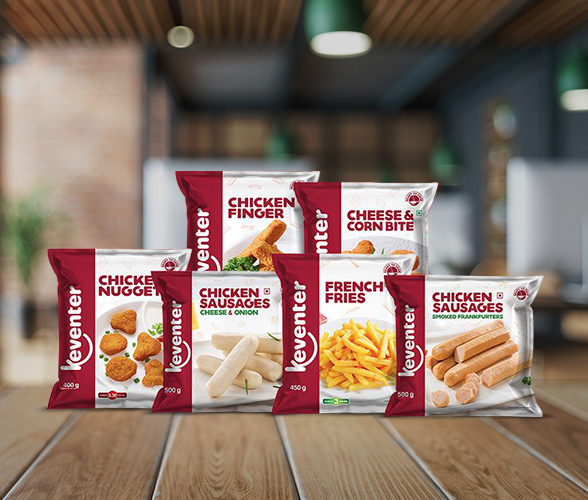 keventer
CHICKEN
FINGER
keventer
CHEESE &
CORN BITE
keventer
CHICKEN
NUGGET
400 g
keventer
CHICKEN
SAUSAGES
CHEESE & ONION
500 g
keventer
FRENCH
FRIES
450 g
keventer
CHICKEN
SAUSAGES
SMOKED FRANKFURTERS
500 g